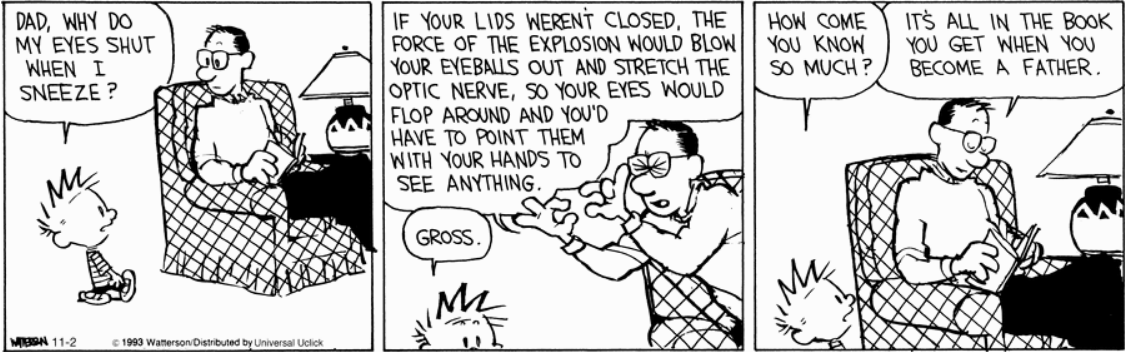 DAD, WHY DO
MY EYES SHUT
WHEN I
SNEEZE?
WATTERSON 11-2
© 1993 Watterson/Distributed by Universal Uclick
IF YOUR LIDS WEREN'T CLOSED, THE
FORCE OF THE EXPLOSION WOULD BLOW
YOUR EYEBALLS OUT AND STRETCH THE
OPTIC NERVE, SO YOUR EYES WOULD
FLOP AROUND AND YOU'D
HAVE TO POINT THEM
WITH YOUR HANDS TO
SEE ANYTHING.
GROSS.
HOW COME
YOU KNOW
SO MUCH?
IT'S ALL IN THE BOOK
YOU GET WHEN YOU
BECOME A FATHER.